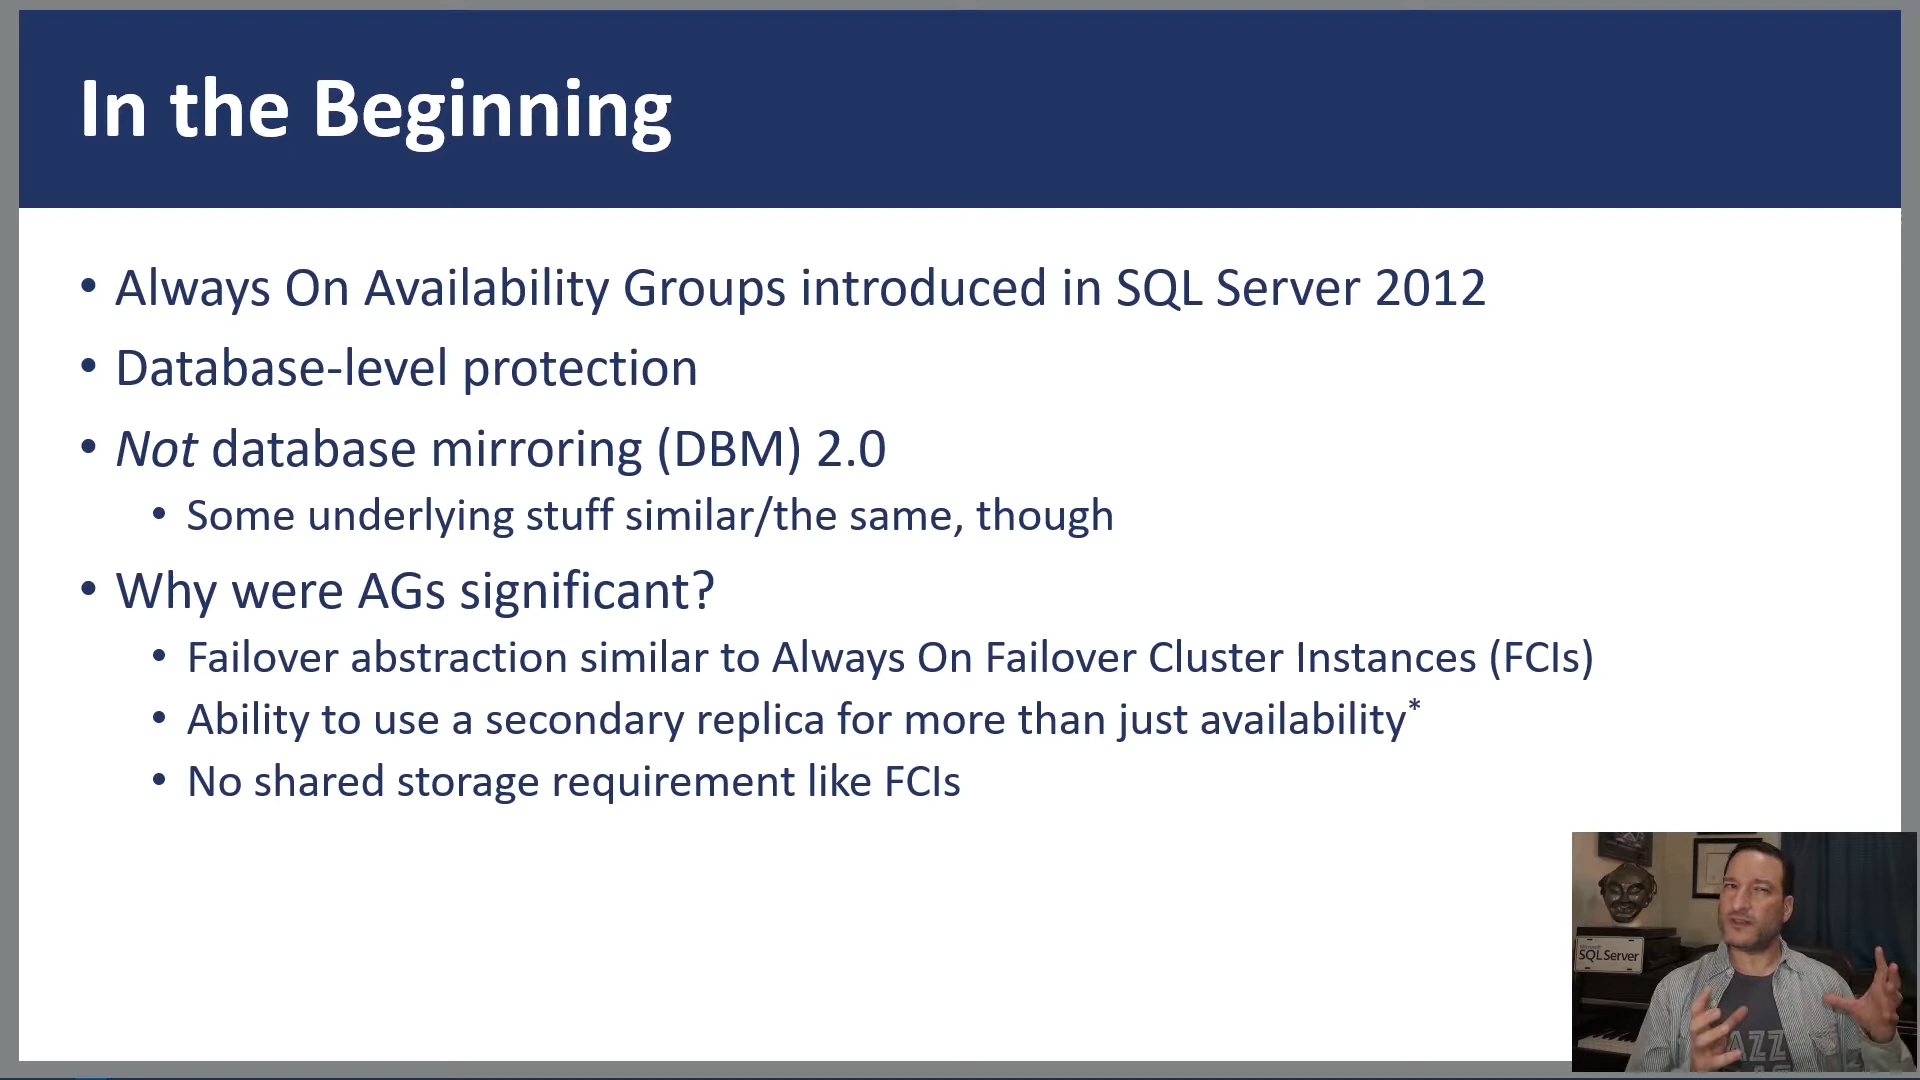 In the Beginning
• Always On Availability Groups introduced in SQL Server 2012
• Database-level protection
• Not database mirroring (DBM) 2.0
• Some underlying stuff similar/the same, though
• Why were AGs significant?
• Failover abstraction similar to Always On Failover Cluster Instances (FCIs)
• Ability to use a secondary replica for more than just availability*
• No shared storage requirement like FCIs
SQL Server